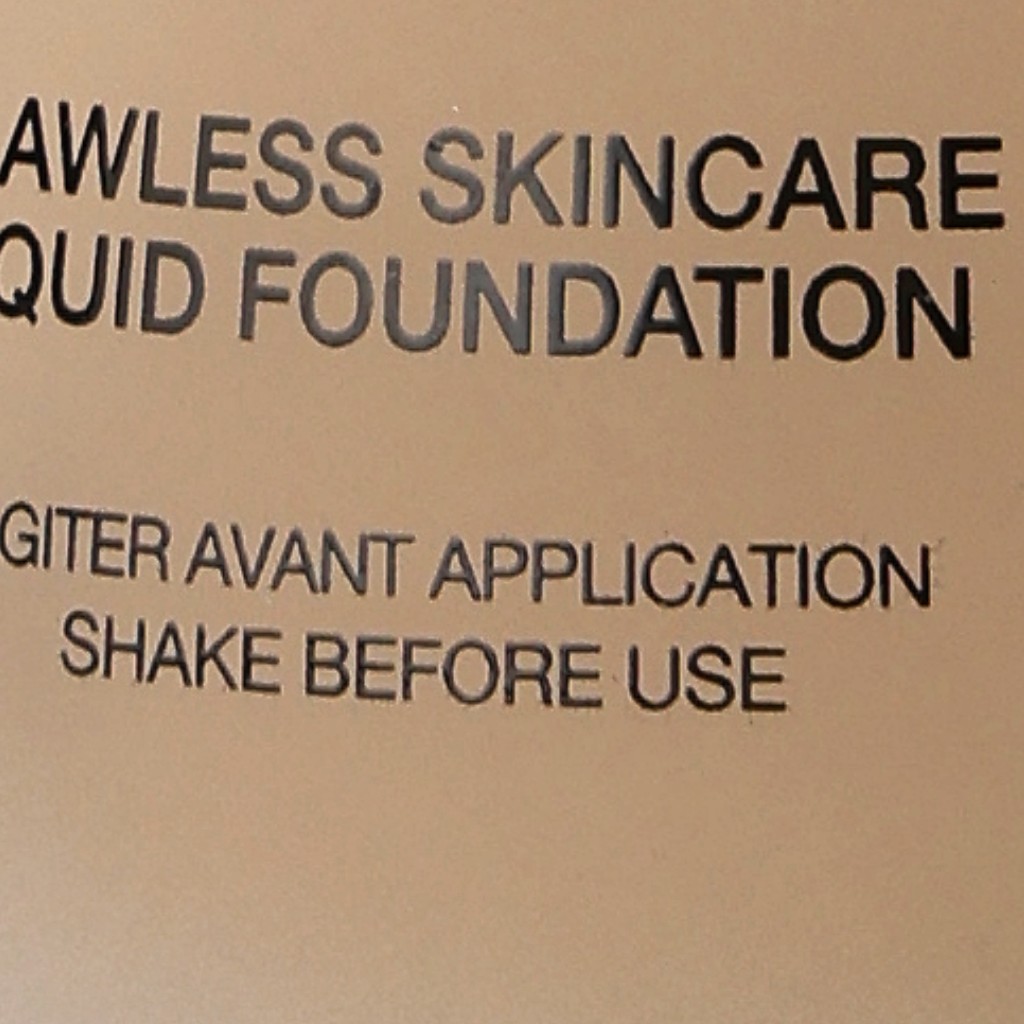 AWLESS SKINCARE
QUID FOUNDATION
GITER AVANT APPLICATION
SHAKE BEFORE USE